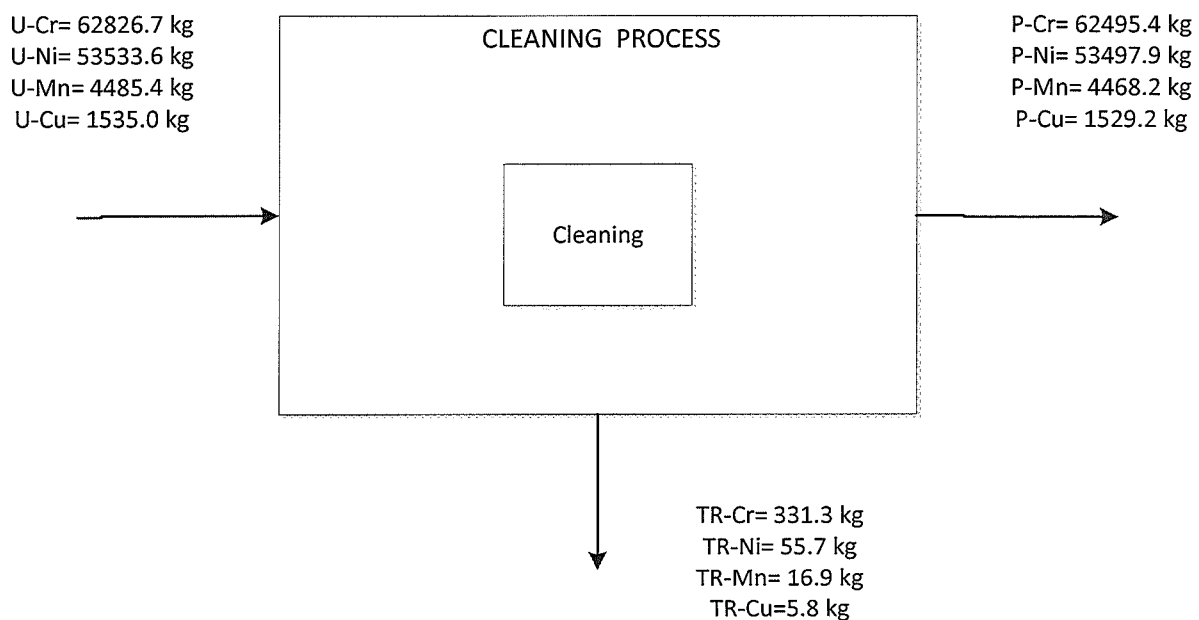 U-Cr= 62826.7 kg
U-Ni= 53533.6 kg
U-Mn= 4485.4 kg
U-Cu= 1535.0 kg
CLEANING PROCESS
P-Cr= 62495.4 kg
P-Ni= 53497.9 kg
P-Mn= 4468.2 kg
P-Cu= 1529.2 kg
Cleaning
TR-Cr= 331.3 kg
TR-Ni= 55.7 kg
TR-Mn= 16.9 kg
TR-Cu=5.8 kg